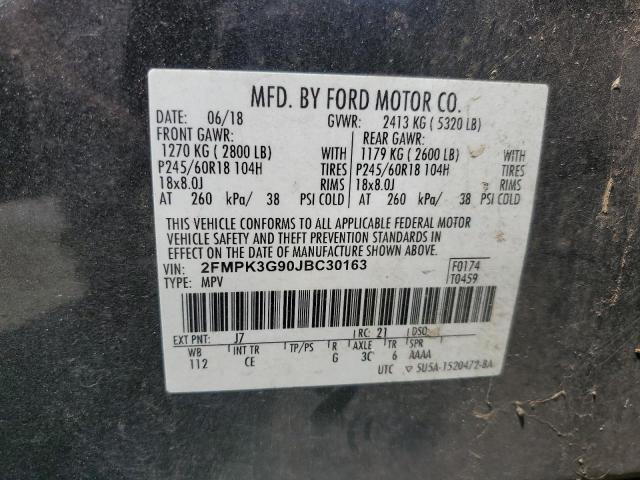 MFD. BY FORD MOTOR CO.
DATE: 06/18 GVWR: 2413 KG ( 5320 LB)
FRONT GAWR: REAR GAWR:
1270 KG ( 2800 LB) WITH 1179 KG ( 2600 LB) WITH
P245/60R18 104H TIRES P245/60R18 104H TIRES
18x8.0J RIMS 18x8.0J RIMS
AT 260 kPa/ 38 PSI COLD AT 260 kPa/ 38 PSI COLD
THIS VEHICLE CONFORMS TO ALL APPLICABLE FEDERAL MOTOR
VEHICLE SAFETY AND THEFT PREVENTION STANDARDS IN
EFFECT ON THE DATE OF MANUFACTURE SHOWN ABOVE.
VIN: 2FMPK3G90JBC30163 F0174
TYPE: MPV T0459
EXT PNT: J7 RC: 21 DSO:
WB INT TR TP/PS R AXLE TR SPR
112 CE G 3C 6 AAAA
UTC ▽ SU5A-1520472-BA